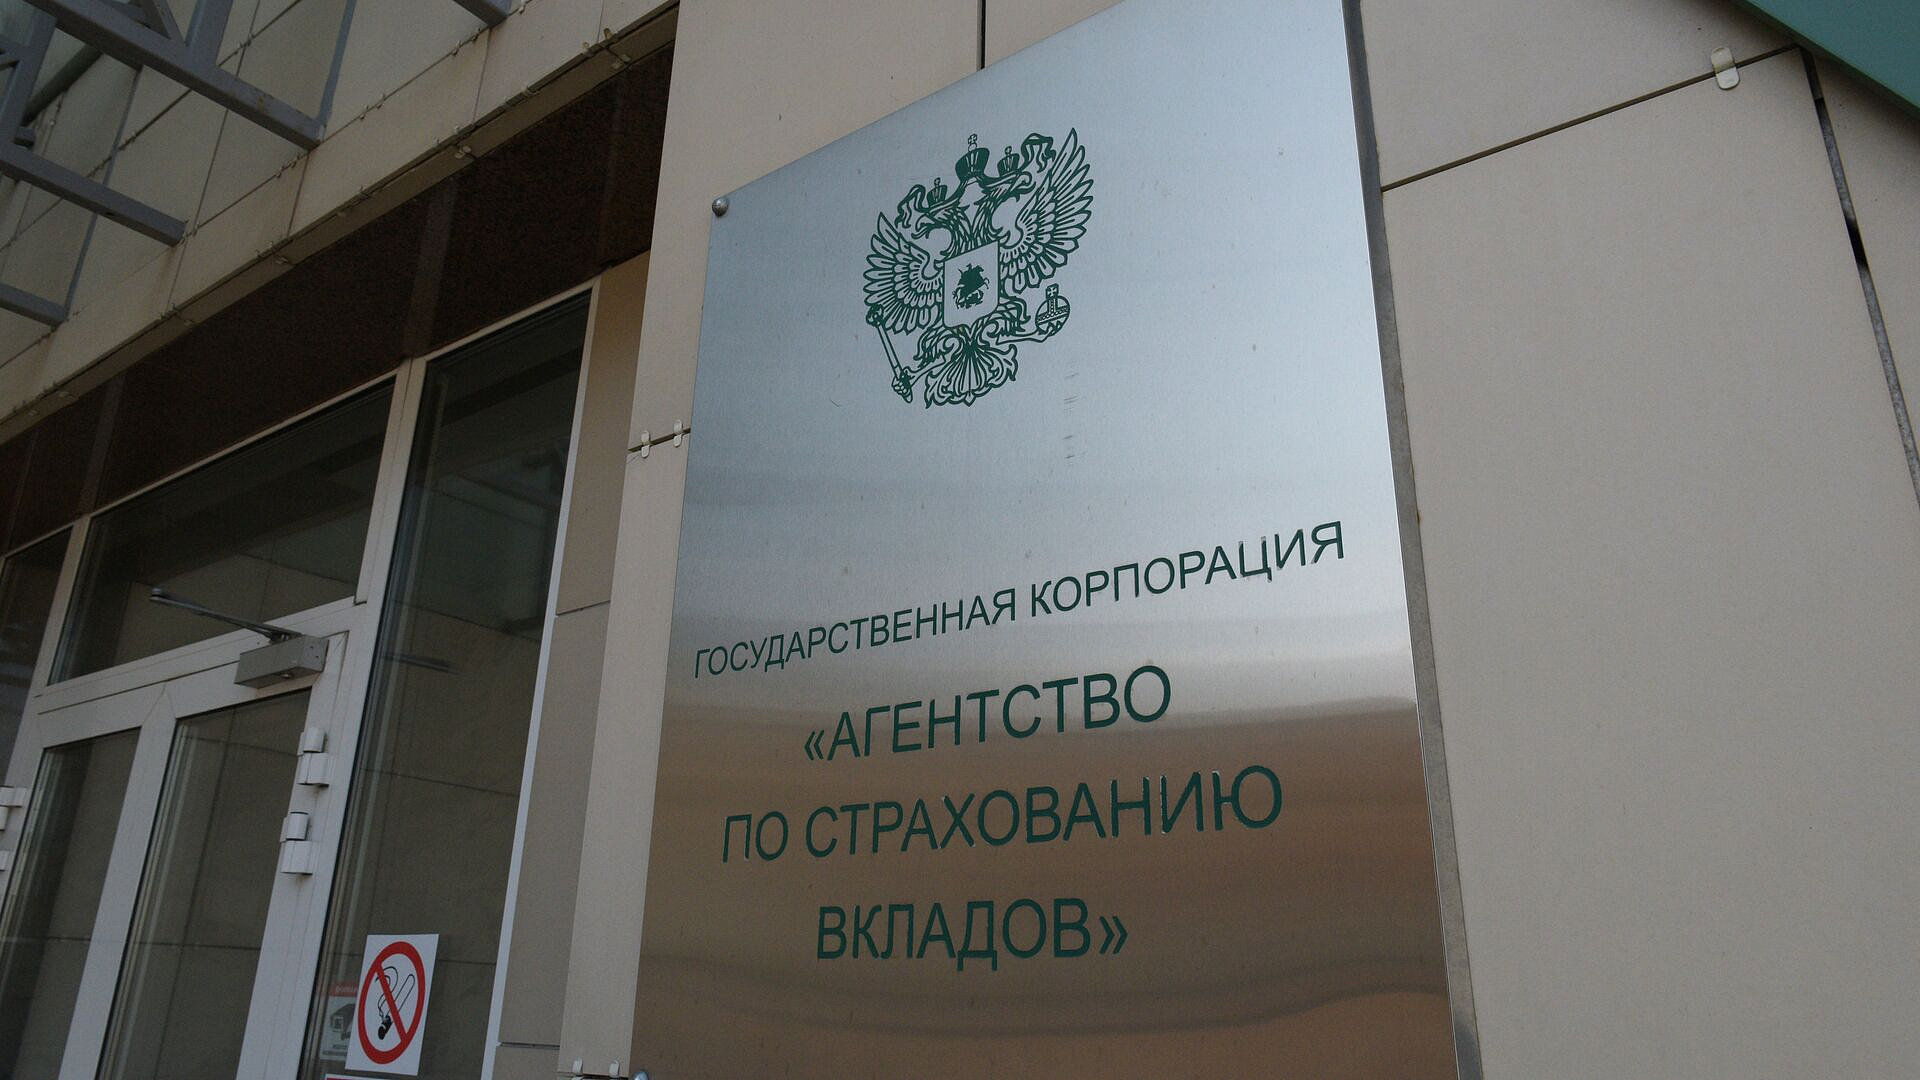 ГОСУДАРСТВЕННАЯ КОРПОРАЦИЯ
«АГЕНТСТВО
ПО СТРАХОВАНИЮ
ВКЛАДОВ»